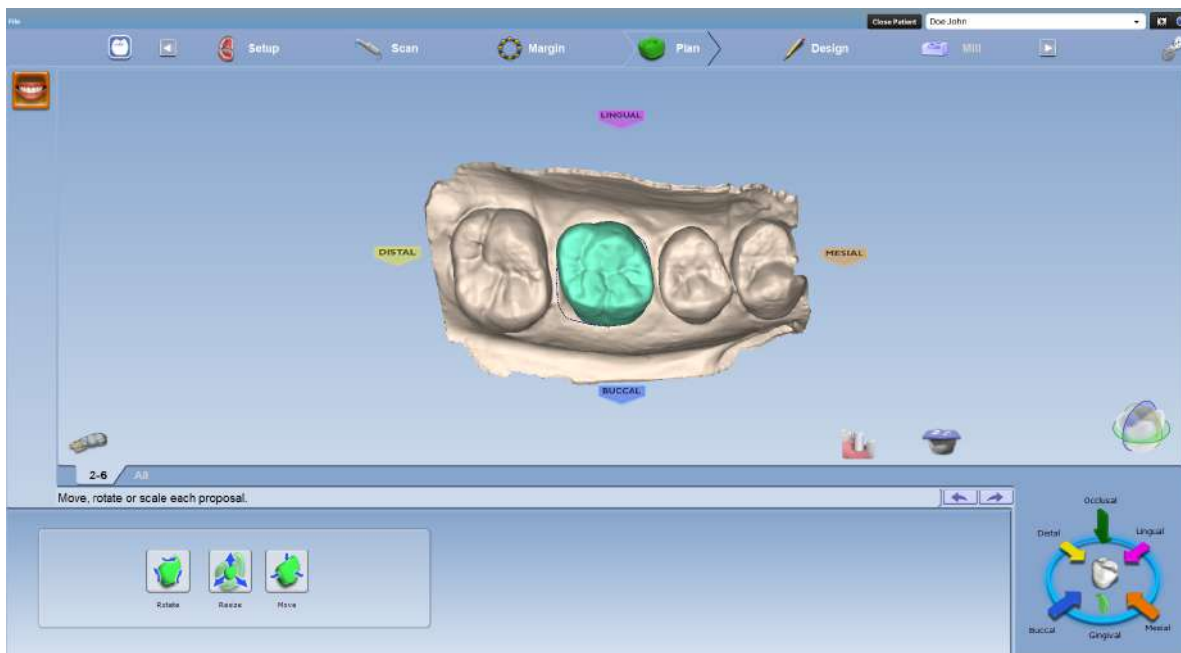 File
Close Patient Doe John
Setup Scan Margin Plan Design Mill
LINGUAL
DISTAL
MESIAL
BUCCAL
2-6 All
Move, rotate or scale each proposal.
Occlusal
Distal Lingual
Rotate Resize Move
Buccal Gingival Mesial